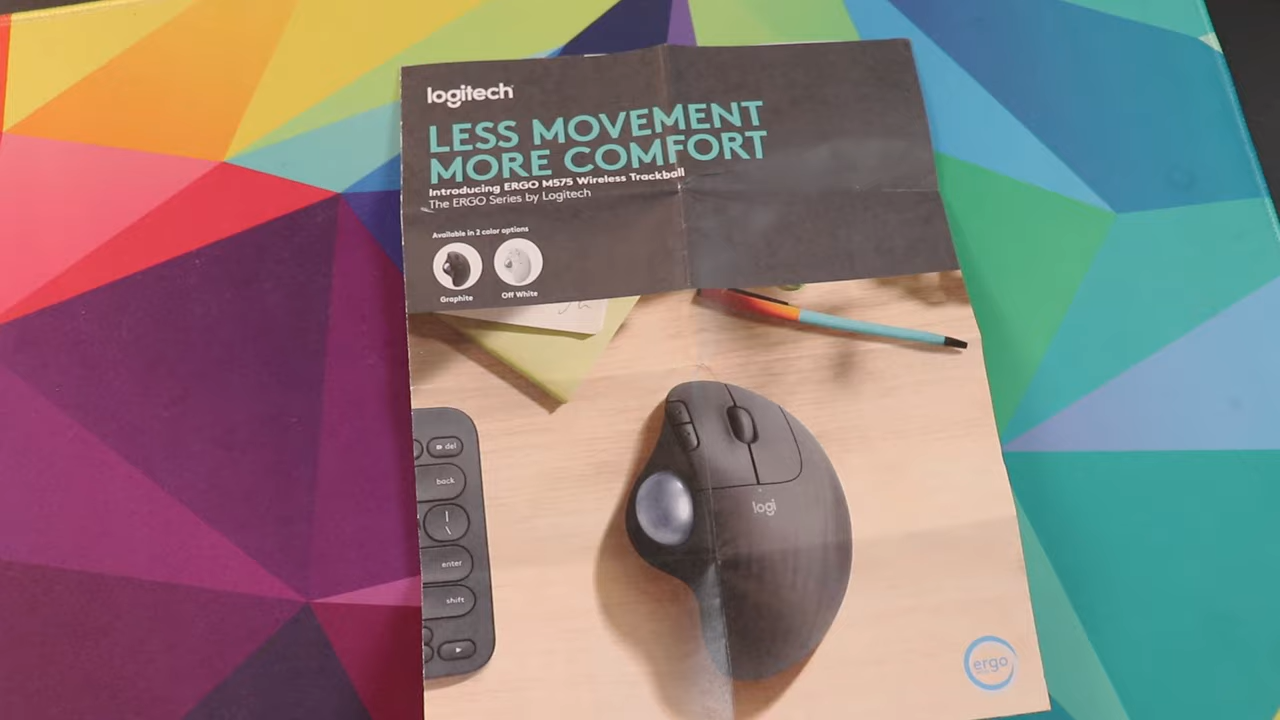 logitech
LESS MOVEMENT
MORE COMFORT
Introducing ERGO M575 Wireless Trackball
The ERGO Series by Logitech
Available in 2 color options
Graphite
Off White
del
back
|
\
enter
shift
logi
ergo